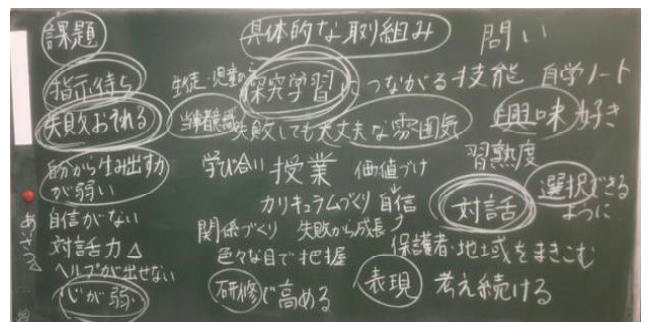 課題
指示待ち
失敗おそれる
自分から生み出す力
が弱い
自信がない
対話力△
ヘルプが出せない
心が弱い
あいさつ△
具体的な取り組み
問い
生徒・児童の探究学習につながる技能
自学ノート
当事者意識
失敗しても大丈夫な雰囲気
興味
好き
学び合い
授業
価値づけ
習熟度
カリキュラムづくり
自信
対話
選択できる
ように
関係づくり
失敗から成長
色々な目で把握
保護者・地域をまきこむ
研修で高める
表現
考え続ける